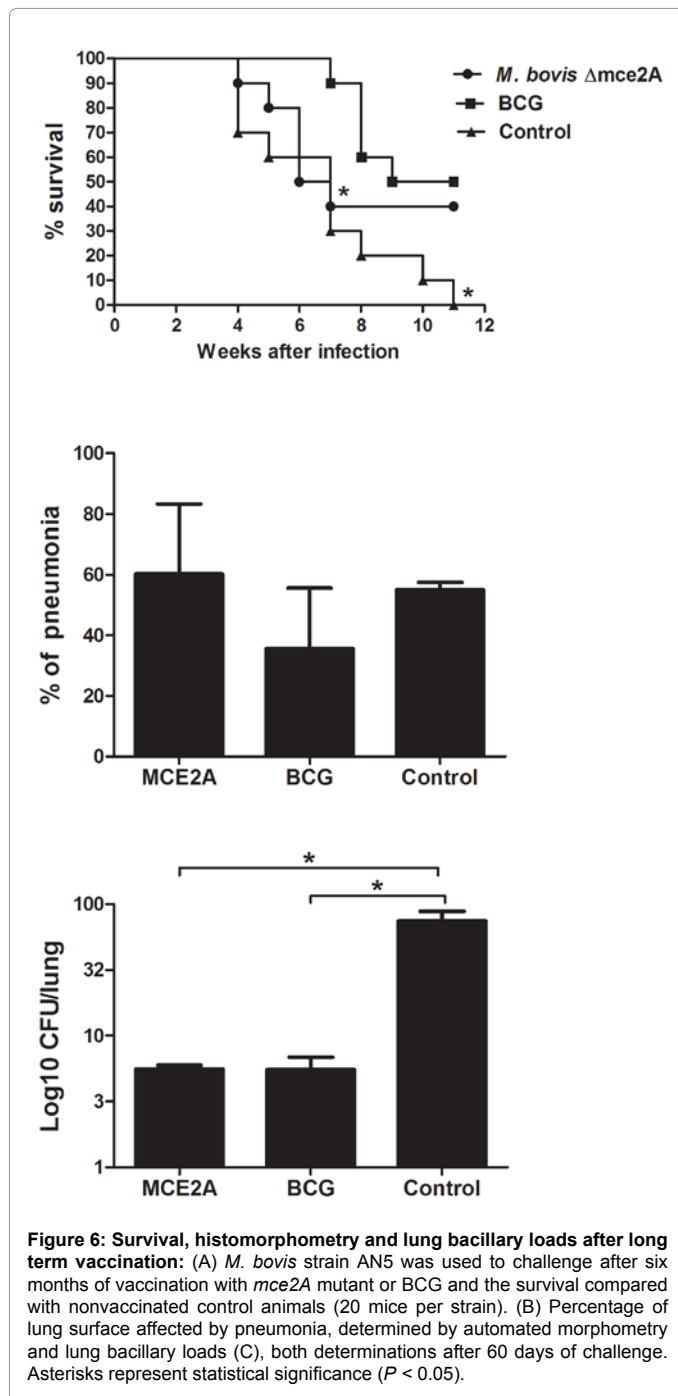 100
90
80
70
60
50
40
30
20
10
0
% survival
M. bovis Δmce2A
BCG
Control
*
*
0 2 4 6 8 10 12
Weeks after infection
100
80
60
40
20
0
% of pneumonia
MCE2A BCG Control
*
*
100
32
10
3
1
Log10 CFU/lung
MCE2A BCG Control
Figure 6: Survival, histomorphometry and lung bacillary loads after long
term vaccination: (A) M. bovis strain AN5 was used to challenge after six
months of vaccination with mce2A mutant or BCG and the survival compared
with nonvaccinated control animals (20 mice per strain). (B) Percentage of
lung surface affected by pneumonia, determined by automated morphometry
and lung bacillary loads (C), both determinations after 60 days of challenge.
Asterisks represent statistical significance (P < 0.05).